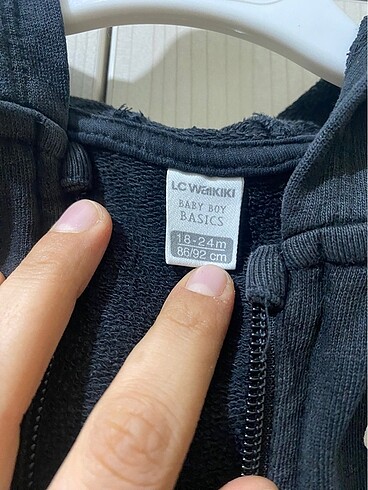 LC WAIKIKI
BABY BOY
BASICS
18-24m
86/92 cm